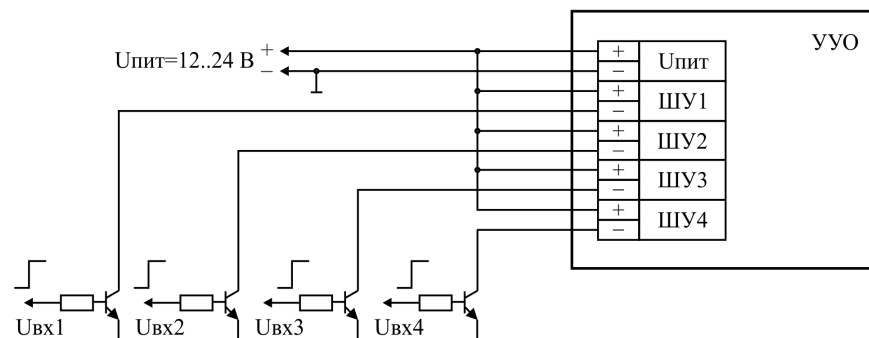 УУО
Uпит=12..24 В + −
+ − Uпит
+ − ШУ1
+ − ШУ2
+ − ШУ3
+ − ШУ4
Uвх1 Uвх2 Uвх3 Uвх4